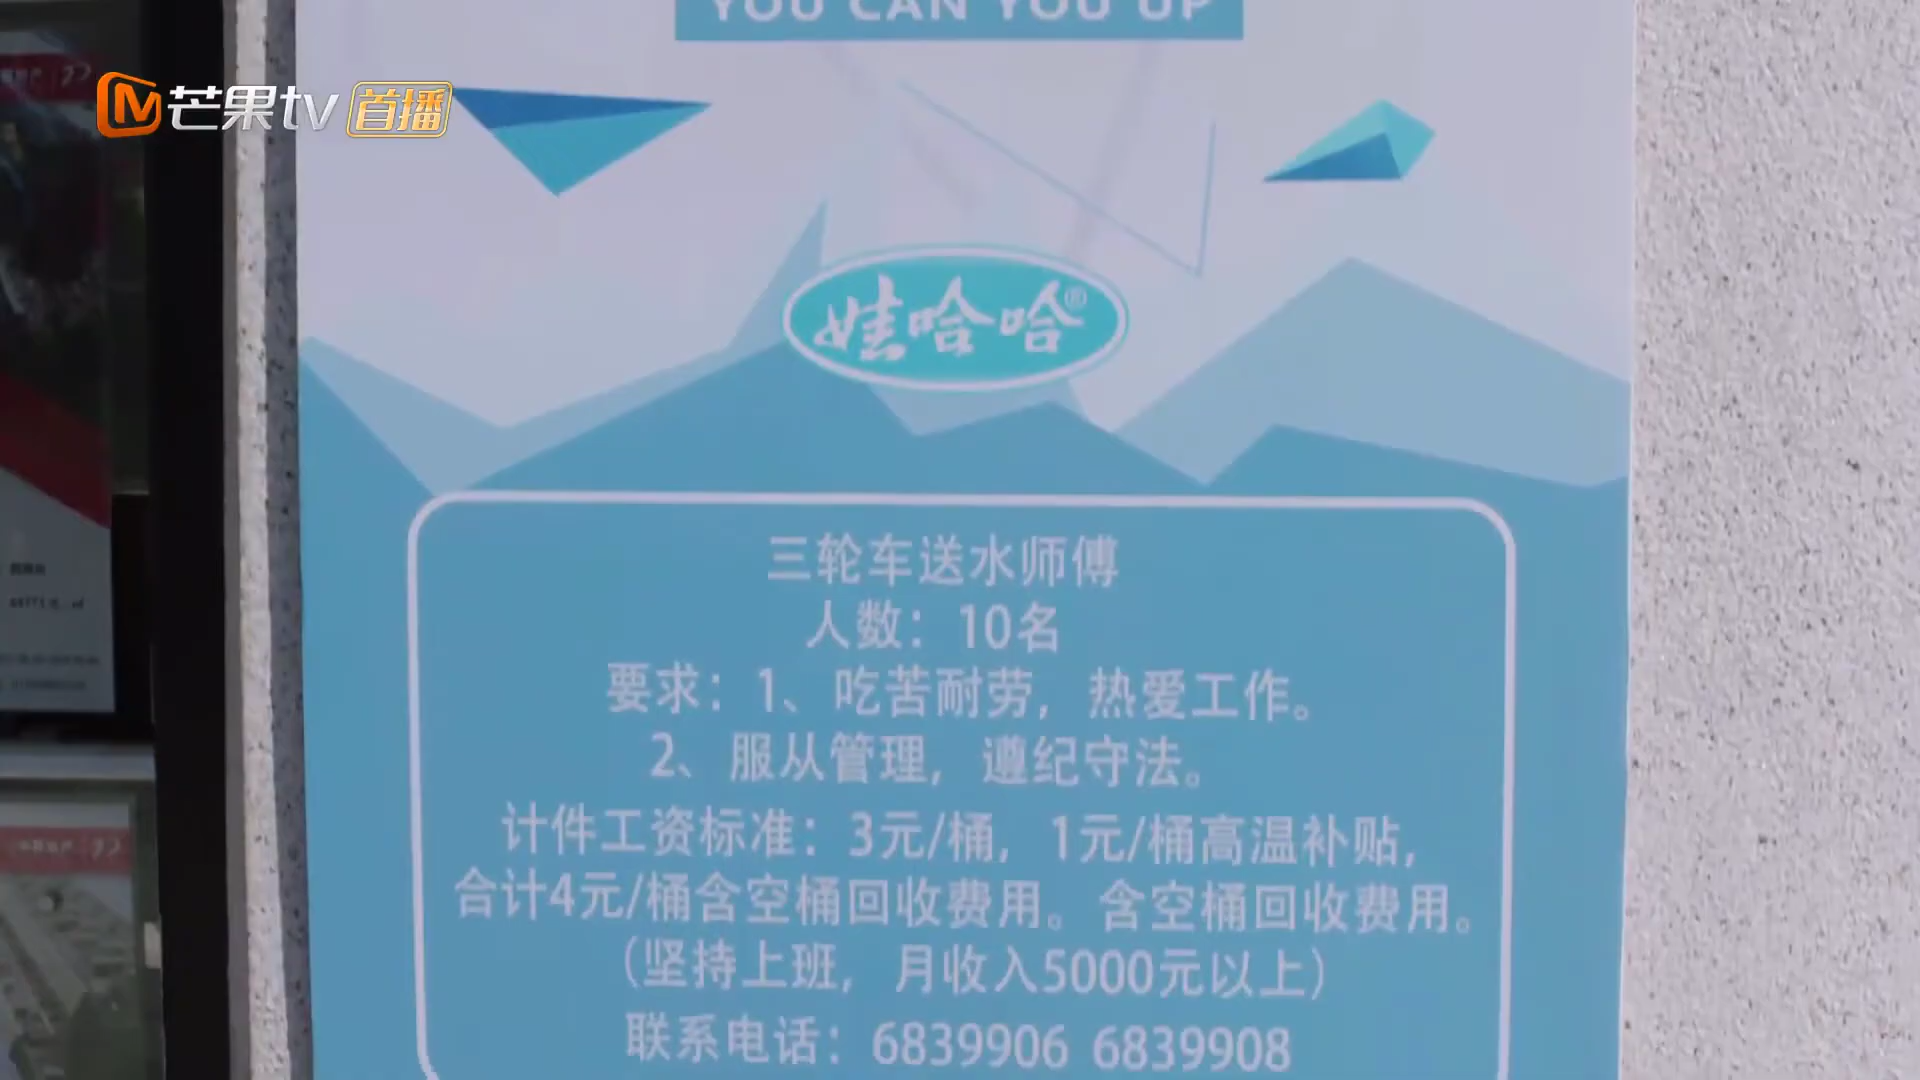 YOU CAN YOU UP
芒果tv 首播
娃哈哈®
三轮车送水师傅
人数：10名
要求：1、吃苦耐劳，热爱工作。
2、服从管理，遵纪守法。
计件工资标准：3元/桶，1元/桶高温补贴，
合计4元/桶含空桶回收费用。含空桶回收费用。
（坚持上班，月收入5000元以上）
联系电话：6839906 6839908